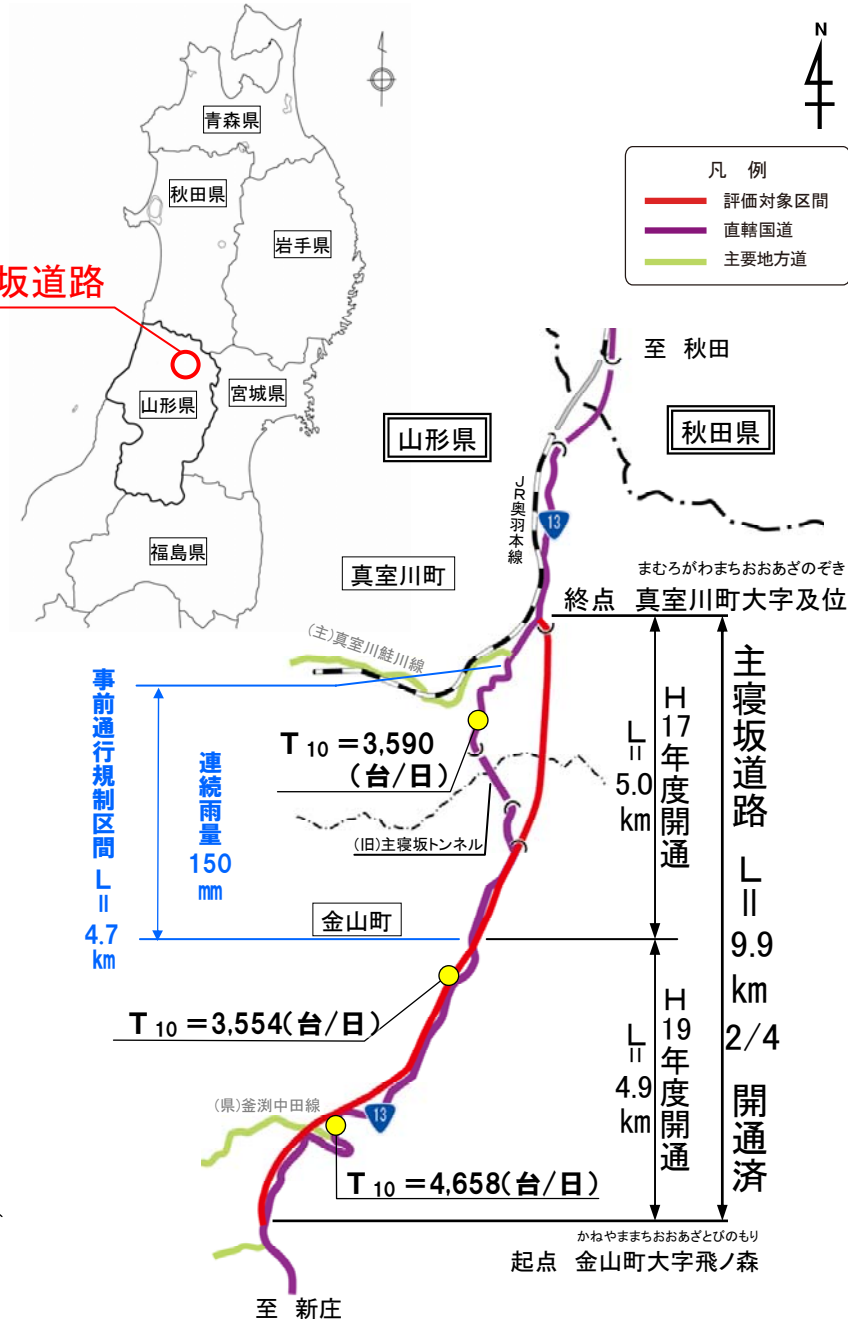 青森県
秋田県
岩手県
坂道路
山形県
宮城県
福島県
N
凡 例
評価対象区間
直轄国道
主要地方道
至 秋田
山形県
秋田県
JR奥羽本線
13
真室川町
まむろがわまちおおあざのぞき
終点 真室川町大字及位
(主)真室川鮭川線
事前通行規制区間 L=4.7km
連続雨量150mm
T10=3,590
(台/日)
(旧)主寝坂トンネル
H17年度開通
L=5.0km
主寝坂道路 L=9.9km 2/4 開通済
金山町
T10=3,554(台/日)
H19年度開通
L=4.9km
(県)釜渕中田線
13
T10=4,658(台/日)
かねやままちおおあざとびのもり
起点 金山町大字飛ノ森
至 新庄